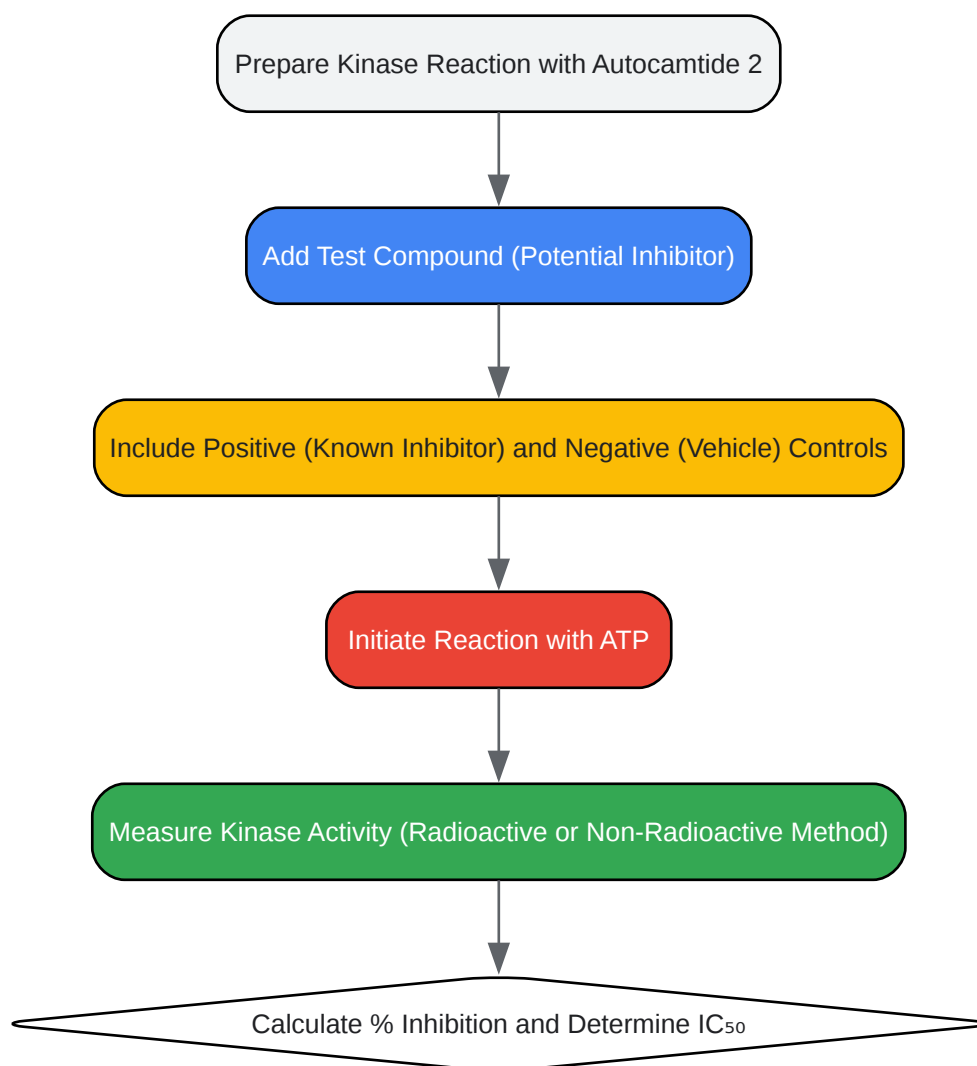 Prepare Kinase Reaction with Autocamtide 2
Add Test Compound (Potential Inhibitor)
Include Positive (Known Inhibitor) and Negative (Vehicle) Controls
Initiate Reaction with ATP
Measure Kinase Activity (Radioactive or Non-Radioactive Method)
Calculate % Inhibition and Determine IC₅₀